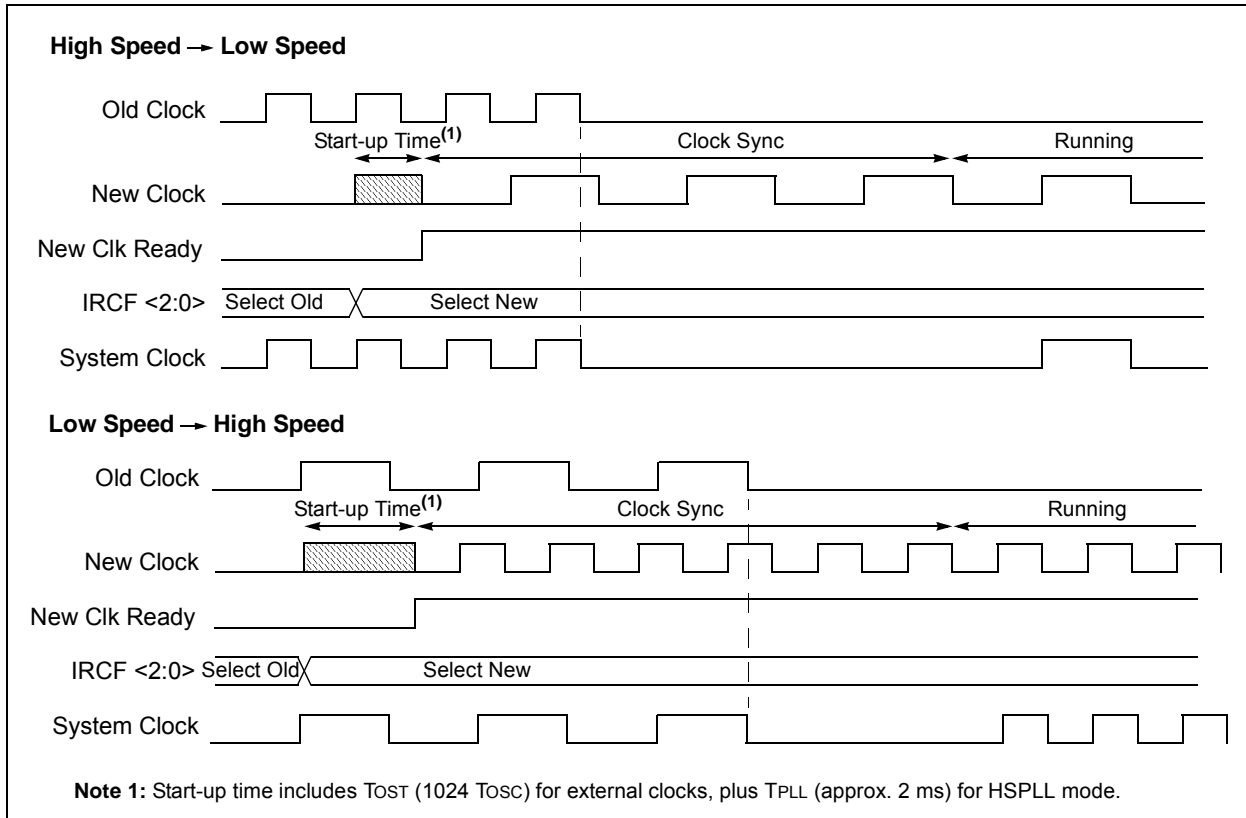 High Speed → Low Speed
Old Clock
Start-up Time(1) Clock Sync Running
New Clock
New Clk Ready
IRCF <2:0> Select Old Select New
System Clock
Low Speed → High Speed
Old Clock
Start-up Time(1) Clock Sync Running
New Clock
New Clk Ready
IRCF <2:0> Select Old Select New
System Clock
Note 1: Start-up time includes TOST (1024 TOSC) for external clocks, plus TPLL (approx. 2 ms) for HSPLL mode.